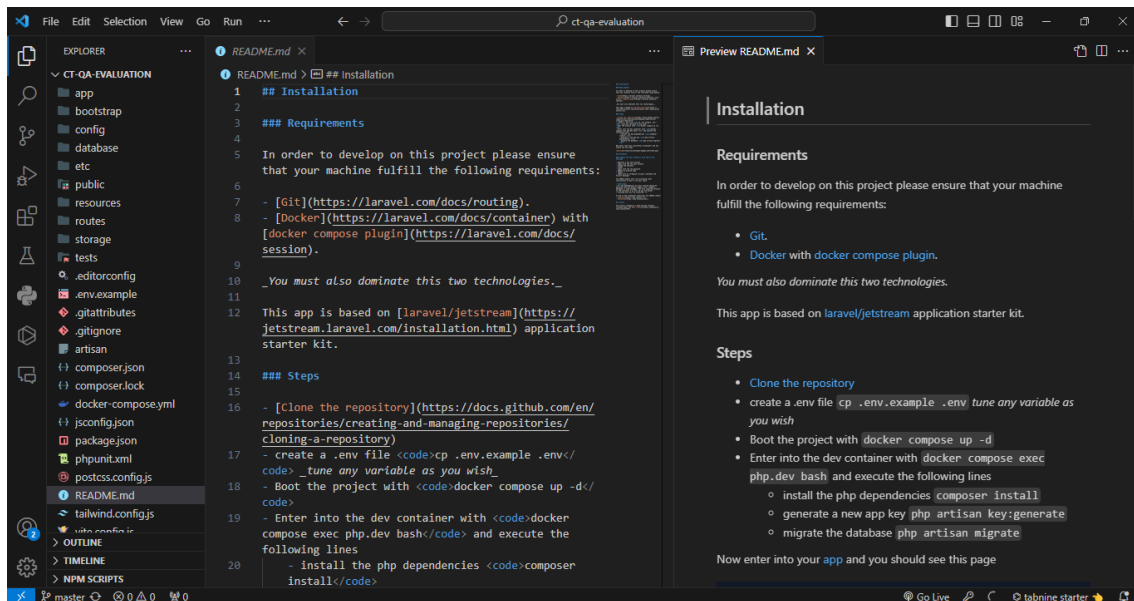 File Edit Selection View Go Run ···
ct-qa-evaluation
EXPLORER ···
CT-QA-EVALUATION
app
bootstrap
config
database
etc
public
resources
routes
storage
tests
.editorconfig
.env.example
.gitattributes
.gitignore
artisan
composer.json
composer.lock
docker-compose.yml
jsconfig.json
package.json
phpunit.xml
postcss.config.js
README.md
tailwind.config.js
vite.config.js
OUTLINE
TIMELINE
NPM SCRIPTS
README.md
README.md > ## Installation
1 ## Installation
2
3 ### Requirements
4
5 In order to develop on this project please ensure
that your machine fulfill the following requirements:
6
7 - [Git](https://laravel.com/docs/routing).
8 - [Docker](https://laravel.com/docs/container) with
[docker compose plugin](https://laravel.com/docs/
session).
9
10 _You must also dominate this two technologies._
11
12 This app is based on [laravel/jetstream](https://
jetstream.laravel.com/installation.html) application
starter kit.
13
14 ### Steps
15
16 - [Clone the repository](https://docs.github.com/en/
repositories/creating-and-managing-repositories/
cloning-a-repository)
17 - create a .env file <code>cp .env.example .env</
code> _tune any variable as you wish_
18 - Boot the project with <code>docker compose up -d</
code>
19 - Enter into the dev container with <code>docker
compose exec php.dev bash</code> and execute the
following lines
20 - install the php dependencies <code>composer
install</code>
Preview README.md
Installation
Requirements
In order to develop on this project please ensure that your machine
fulfill the following requirements:
• Git.
• Docker with docker compose plugin.
You must also dominate this two technologies.
This app is based on laravel/jetstream application starter kit.
Steps
• Clone the repository
• create a .env file cp .env.example .env tune any variable as
you wish
• Boot the project with docker compose up -d
• Enter into the dev container with docker compose exec
php.dev bash and execute the following lines
install the php dependencies composer install
generate a new app key php artisan key:generate
migrate the database php artisan migrate
Now enter into your app and you should see this page
2
master 0 0 0
Go Live tabnine starter